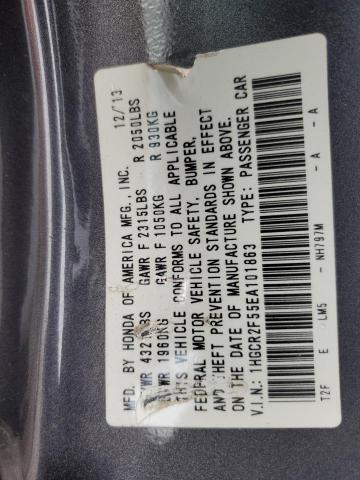 MFD. BY HONDA OF AMERICA MFG., INC. 12/13
GVWR 4321LBS GAWR F 2315LBS R 2050LBS
GVWR 1960KG GAWR F 1050KG R 930KG
THIS VEHICLE CONFORMS TO ALL APPLICABLE
FEDERAL MOTOR VEHICLE SAFETY, BUMPER,
AND THEFT PREVENTION STANDARDS IN EFFECT
ON THE DATE OF MANUFACTURE SHOWN ABOVE.
V.I.N.: 1HGCR2F55EA101863 TYPE: PASSENGER CAR
T2F E LM5 - NH797M - A - A